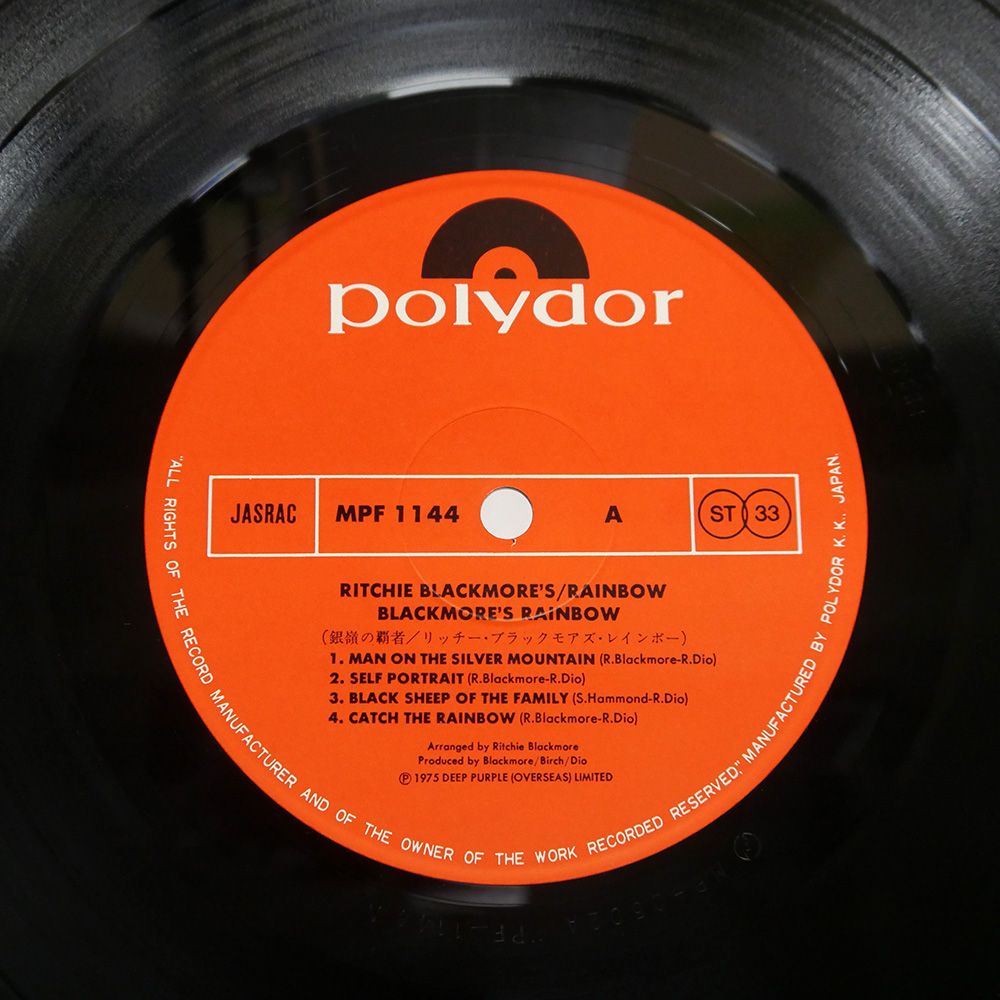 polydor
JASRAC MPF 1144 A ST 33
RITCHIE BLACKMORE'S/RAINBOW
BLACKMORE'S RAINBOW
(銀嶺の覇者/リッチー・ブラックモアズ・レインボー)
1. MAN ON THE SILVER MOUNTAIN (R.Blackmore-R.Dio)
2. SELF PORTRAIT (R.Blackmore-R.Dio)
3. BLACK SHEEP OF THE FAMILY (S.Hammond-R.Dio)
4. CATCH THE RAINBOW (R.Blackmore-R.Dio)
Arranged by Ritchie Blackmore
Produced by Blackmore/Birch/Dio
Ⓟ 1975 DEEP PURPLE (OVERSEAS) LIMITED
"ALL RIGHTS OF THE RECORD MANUFACTURER AND OF THE OWNER OF THE WORK RECORDED RESERVED," MANUFACTURED BY POLYDOR K.K., JAPAN.